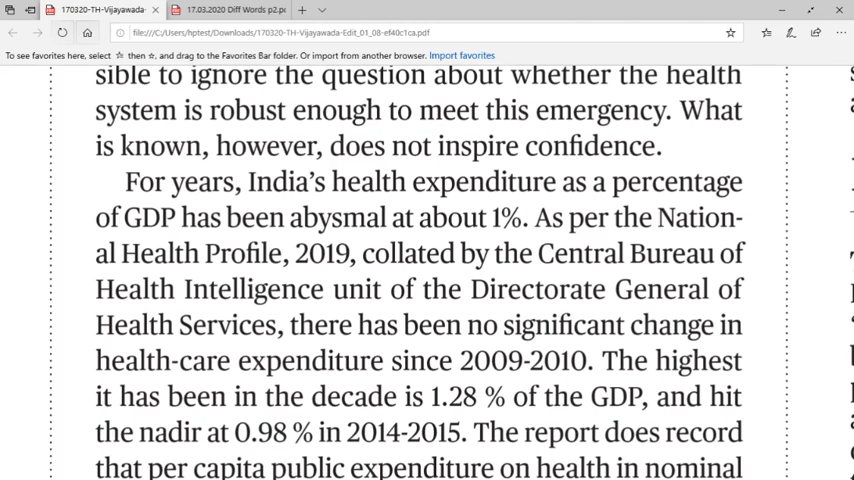 170320-TH-Vijayawada-
17.03.2020 Diff Words p2.pc
file:///C:/Users/hptest/Downloads/170320-TH-Vijayawada-Edit_01_08-ef40c1ca.pdf
To see favorites here, select ☆ then ☆, and drag to the Favorites Bar folder. Or import from another browser. Import favorites
sible to ignore the question about whether the health
system is robust enough to meet this emergency. What
is known, however, does not inspire confidence.
For years, India's health expenditure as a percentage
of GDP has been abysmal at about 1%. As per the Nation-
al Health Profile, 2019, collated by the Central Bureau of
Health Intelligence unit of the Directorate General of
Health Services, there has been no significant change in
health-care expenditure since 2009-2010. The highest
it has been in the decade is 1.28 % of the GDP, and hit
the nadir at 0.98 % in 2014-2015. The report does record
that per capita public expenditure on health in nominal